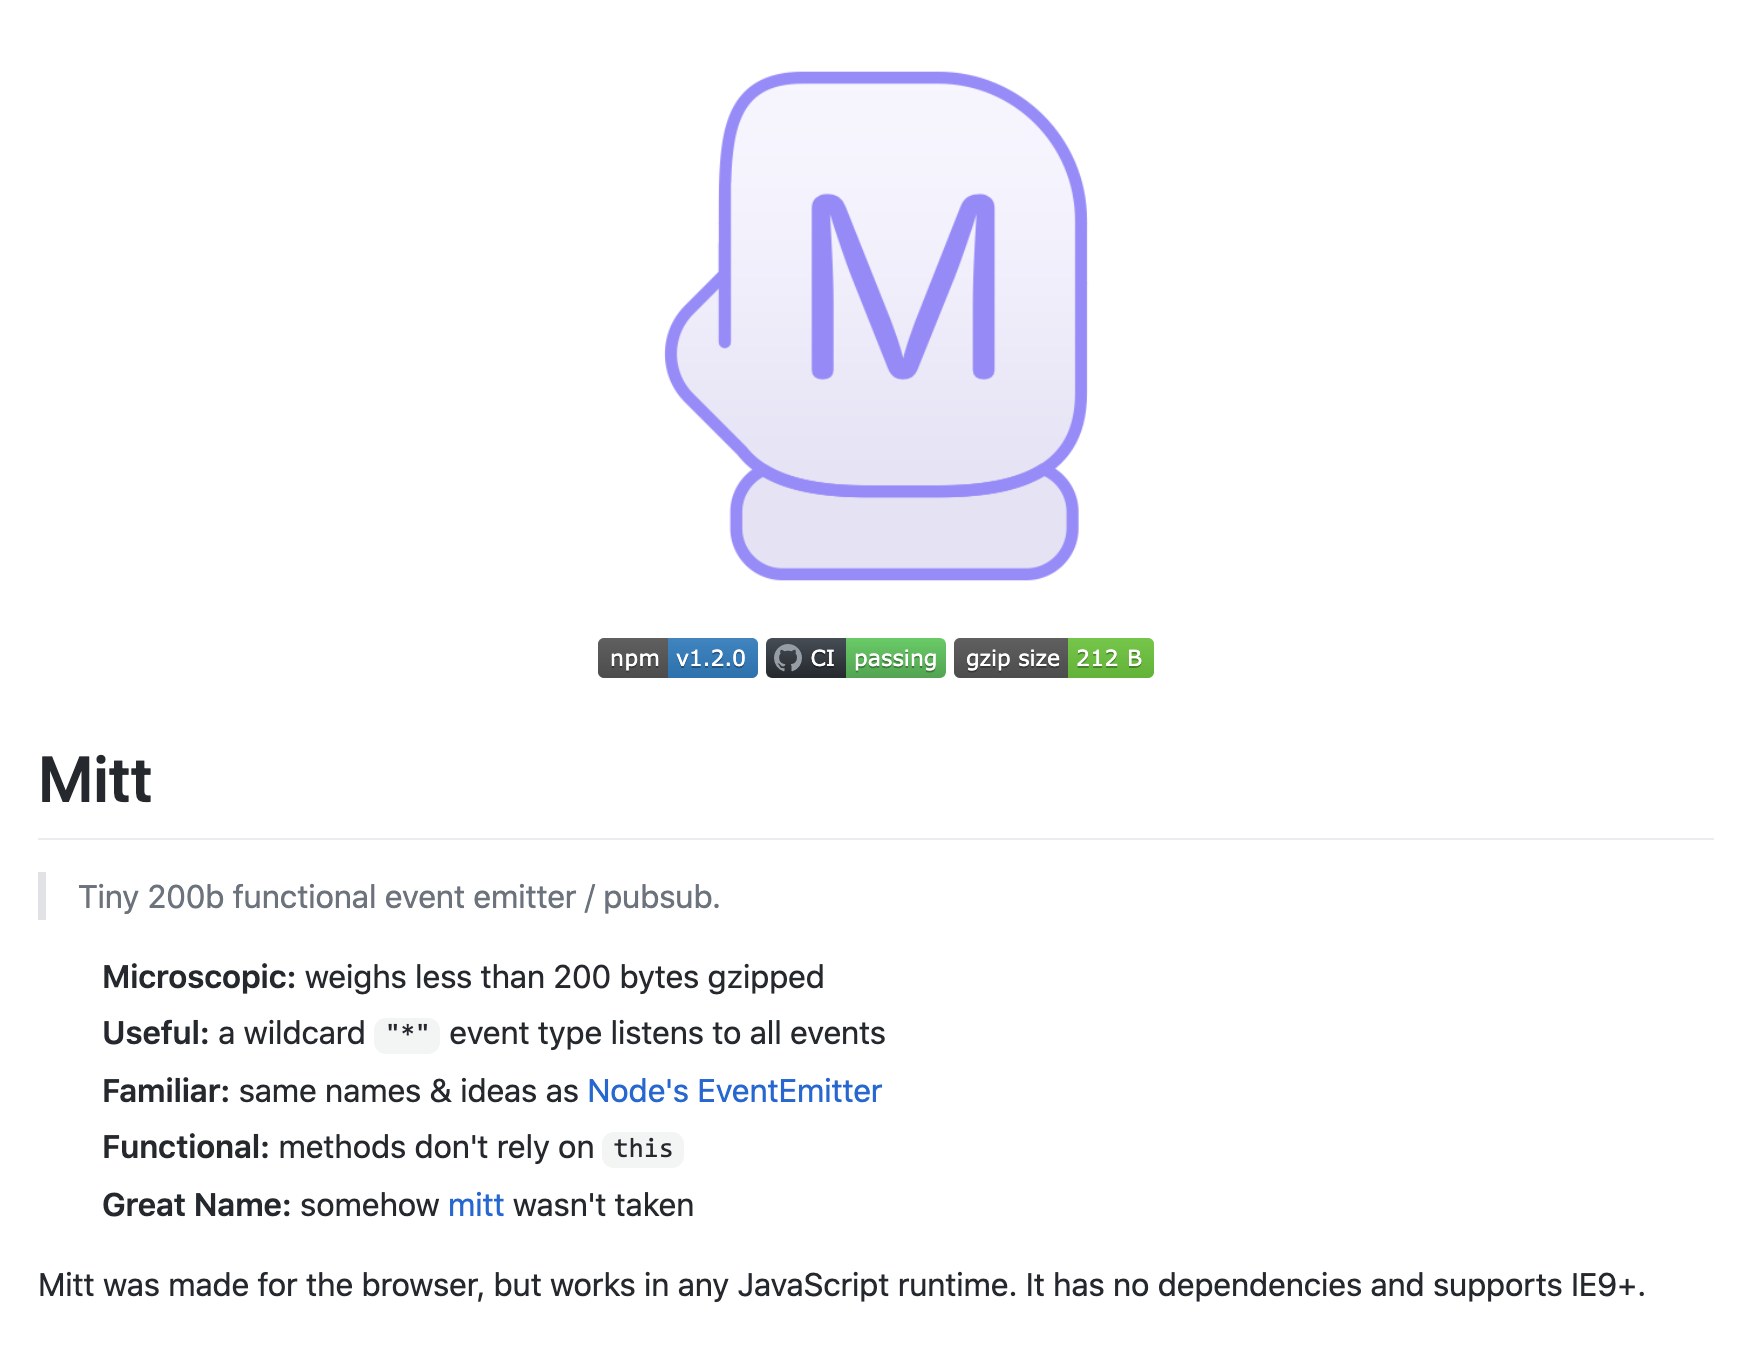 M
npm v1.2.0 CI passing gzip size 212 B
Mitt
Tiny 200b functional event emitter / pubsub.
Microscopic: weighs less than 200 bytes gzipped
Useful: a wildcard "*" event type listens to all events
Familiar: same names & ideas as Node's EventEmitter
Functional: methods don't rely on this
Great Name: somehow mitt wasn't taken
Mitt was made for the browser, but works in any JavaScript runtime. It has no dependencies and supports IE9+.